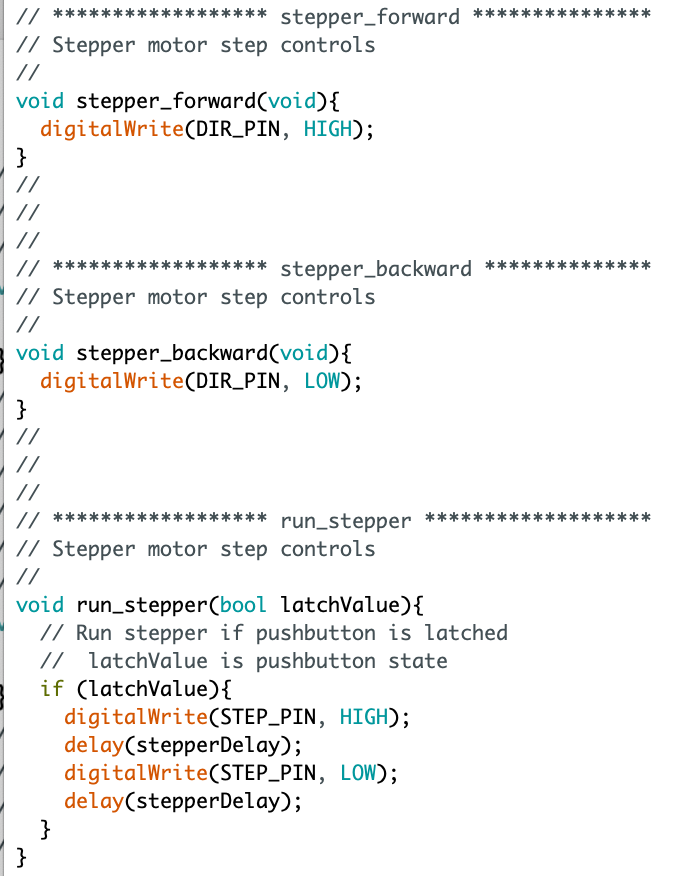 // ****************** stepper_forward ***************
// Stepper motor step controls
//
void stepper_forward(void){
  digitalWrite(DIR_PIN, HIGH);
}
//
//
//
// ****************** stepper_backward **************
// Stepper motor step controls
//
void stepper_backward(void){
  digitalWrite(DIR_PIN, LOW);
}
//
//
//
// ****************** run_stepper *******************
// Stepper motor step controls
//
void run_stepper(bool latchValue){
  // Run stepper if pushbutton is latched
  //  latchValue is pushbutton state
  if (latchValue){
    digitalWrite(STEP_PIN, HIGH);
    delay(stepperDelay);
    digitalWrite(STEP_PIN, LOW);
    delay(stepperDelay);
  }
}